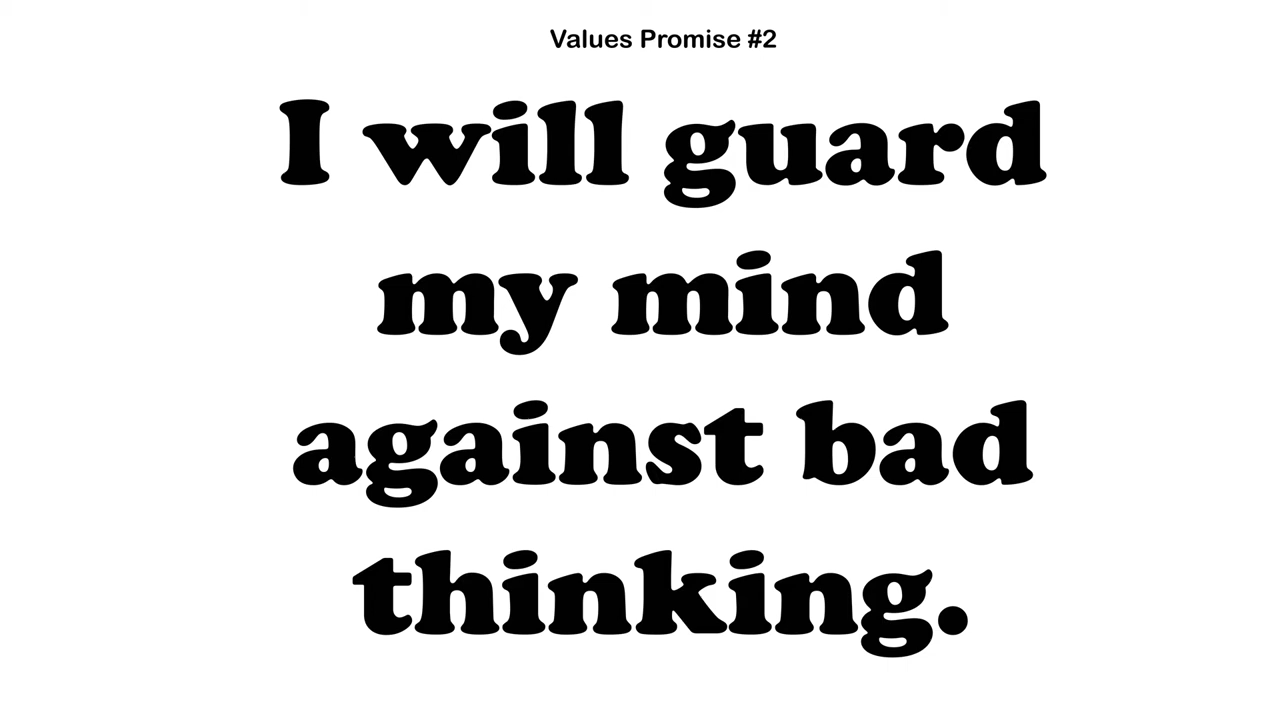 Values Promise #2
I will guard
my mind
against bad
thinking.